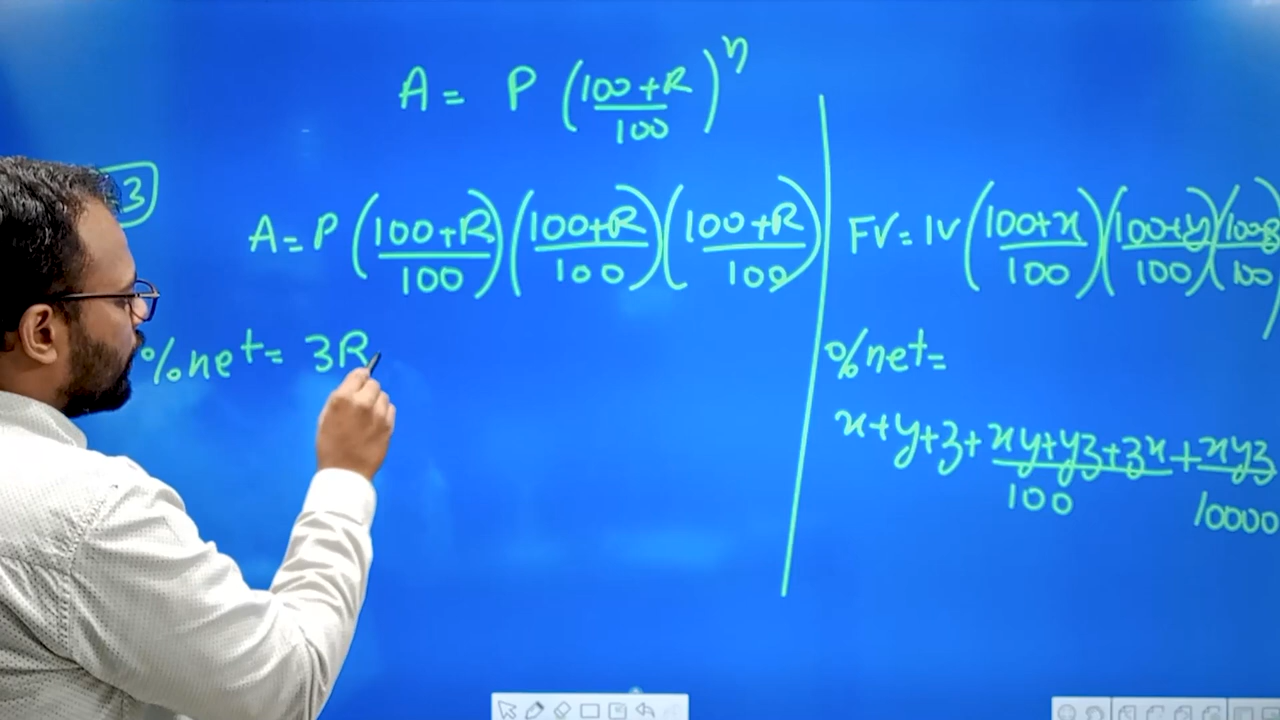 A = P (100+R/100)^n
3
A = P (100+R/100)(100+R/100)(100+R/100)
% net = 3R
FV = IV (100+x/100)(100+y/100)(100+z/100)
% net =
x+y+z+ xy+yz+zx/100 + xyz/10000